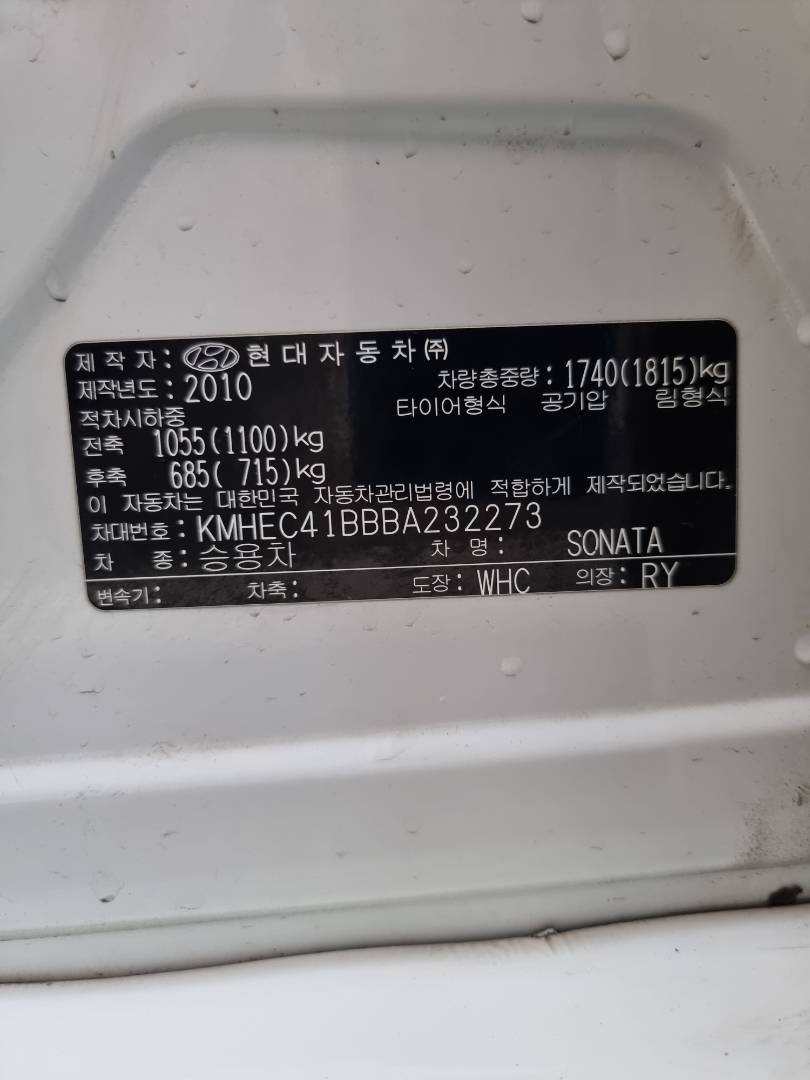 제 작 자 : 현 대 자 동 차 ㈜
제작년도 : 2010 차량총중량 : 1740(1815)kg
적차시하중 타이어형식 공기압 림형식
전축 1055(1100)kg
후축 685( 715)kg
이 자동차는 대한민국 자동차관리법령에 적합하게 제작되었습니다.
차대번호 : KMHEC41BBBA232273
차 종 : 승용차 차 명 : SONATA
변속기 : 차축 : 도장 : WHC 의장 : RY